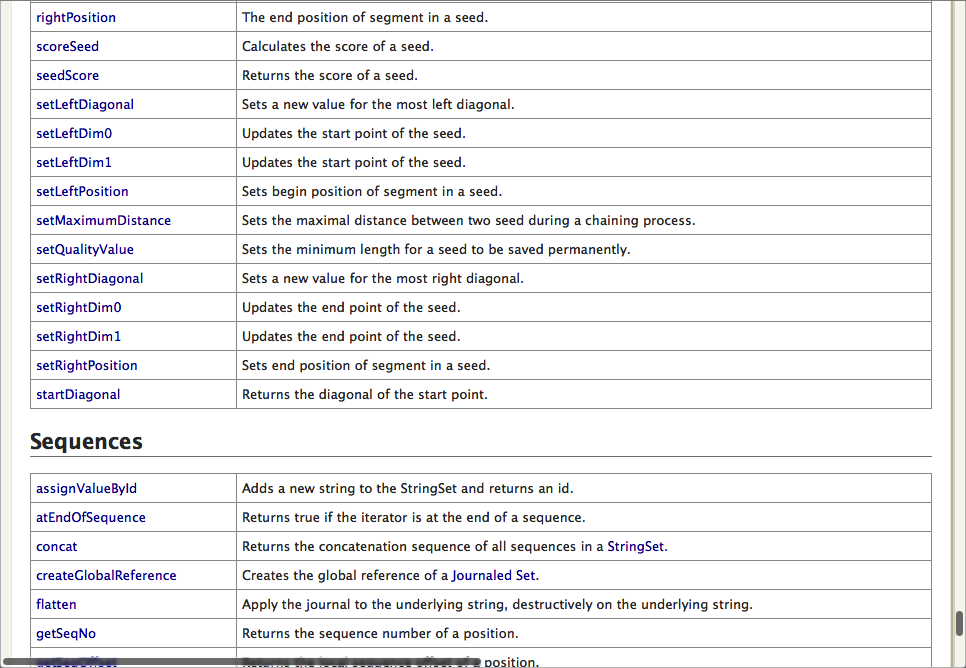 rightPosition The end position of segment in a seed.
scoreSeed Calculates the score of a seed.
seedScore Returns the score of a seed.
setLeftDiagonal Sets a new value for the most left diagonal.
setLeftDim0 Updates the start point of the seed.
setLeftDim1 Updates the start point of the seed.
setLeftPosition Sets begin position of segment in a seed.
setMaximumDistance Sets the maximal distance between two seed during a chaining process.
setQualityValue Sets the minimum length for a seed to be saved permanently.
setRightDiagonal Sets a new value for the most right diagonal.
setRightDim0 Updates the end point of the seed.
setRightDim1 Updates the end point of the seed.
setRightPosition Sets end position of segment in a seed.
startDiagonal Returns the diagonal of the start point.
Sequences
assignValueById Adds a new string to the StringSet and returns an id.
atEndOfSequence Returns true if the iterator is at the end of a sequence.
concat Returns the concatenation sequence of all sequences in a StringSet.
createGlobalReference Creates the global reference of a Journaled Set.
flatten Apply the journal to the underlying string, destructively on the underlying string.
getSeqNo Returns the sequence number of a position.
getSeqOffset Returns the local sequence offset of a position.